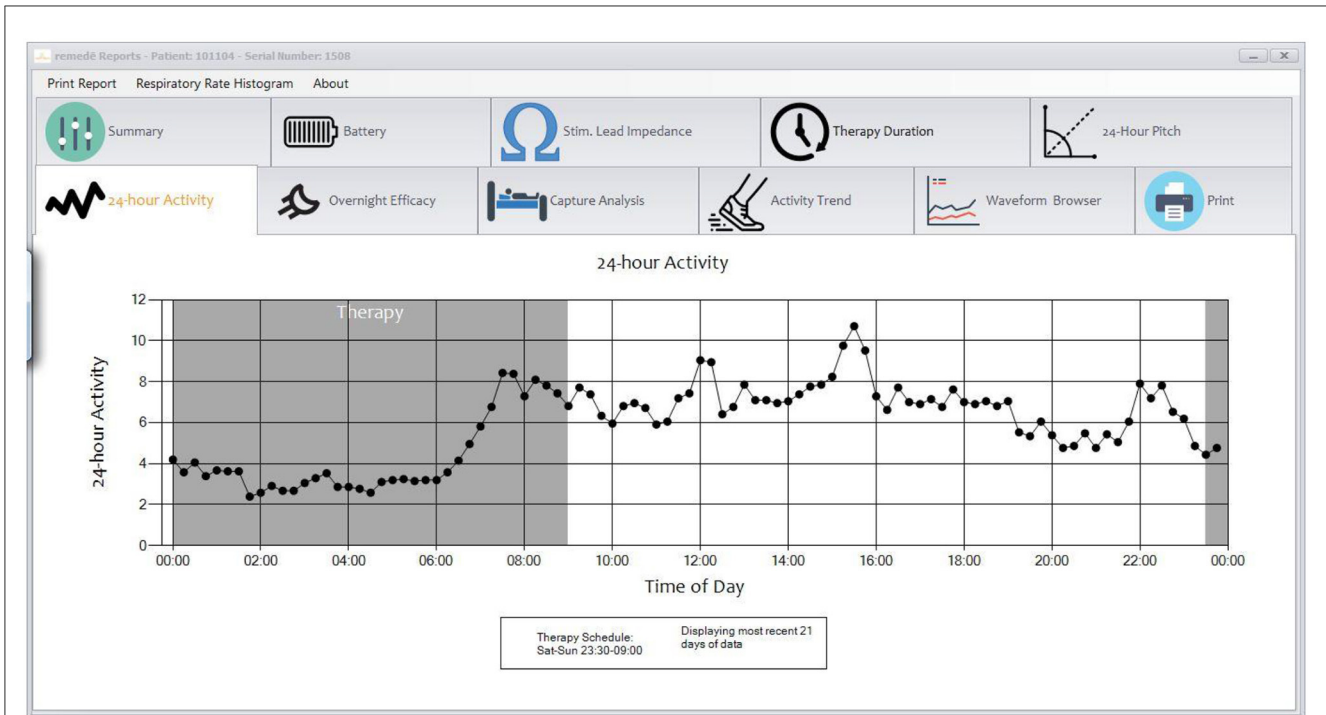 remedē Reports - Patient: 101104 - Serial Number: 1508
Print Report Respiratory Rate Histogram About
Summary Battery Stim. Lead Impedance Therapy Duration 24-Hour Pitch
24-hour Activity Overnight Efficacy Capture Analysis Activity Trend Waveform Browser Print
24-hour Activity
Therapy
24-hour Activity
12
10
8
6
4
2
0
00:00 02:00 04:00 06:00 08:00 10:00 12:00 14:00 16:00 18:00 20:00 22:00 00:00
Time of Day
Therapy Schedule:
Sat-Sun 23:30-09:00
Displaying most recent 21
days of data